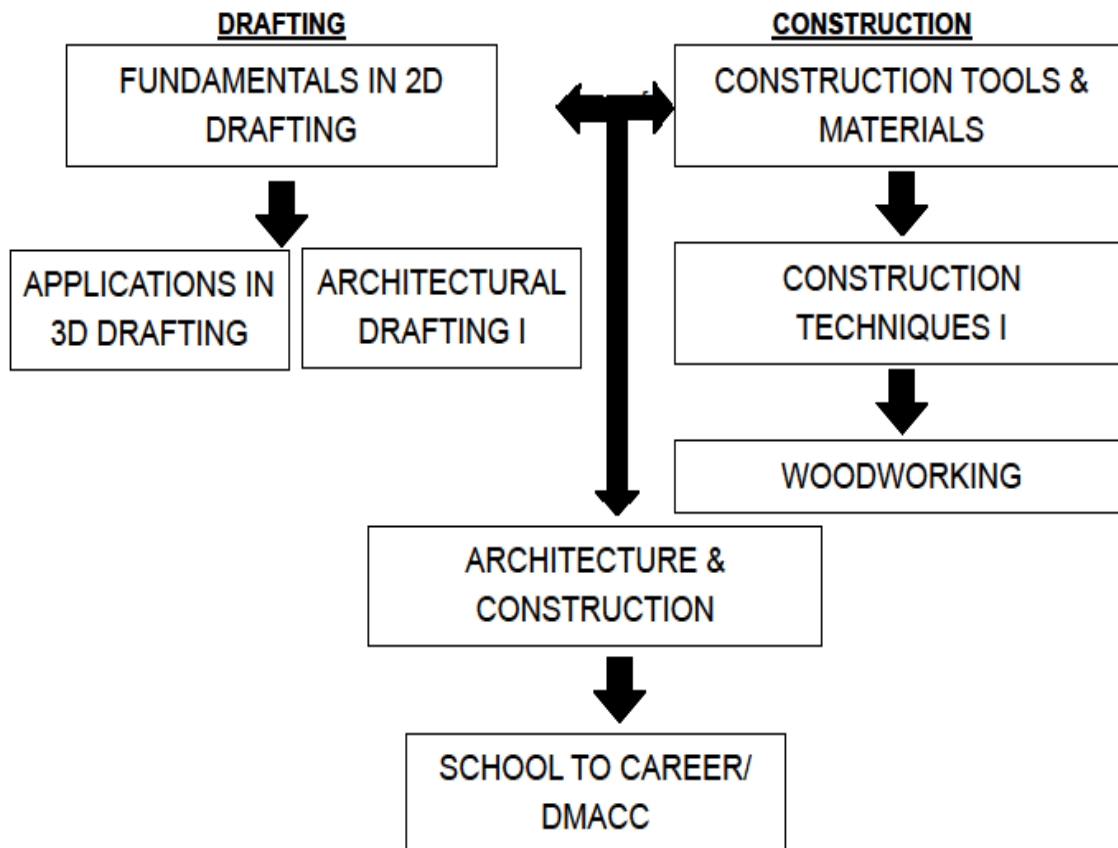 DRAFTING
CONSTRUCTION
FUNDAMENTALS IN 2D
DRAFTING
CONSTRUCTION TOOLS &
MATERIALS
APPLICATIONS IN
3D DRAFTING
ARCHITECTURAL
DRAFTING I
CONSTRUCTION
TECHNIQUES I
WOODWORKING
ARCHITECTURE &
CONSTRUCTION
SCHOOL TO CAREER/
DMACC